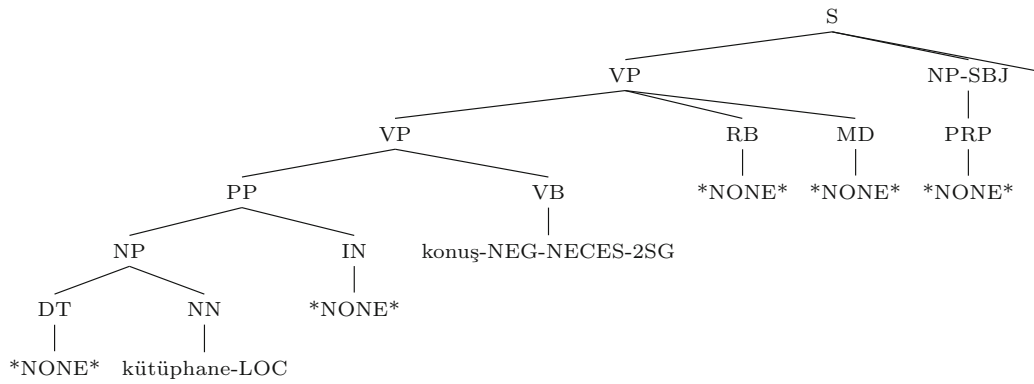 S
VP NP-SBJ
VP RB MD PRP
PP VB *NONE* *NONE* *NONE*
NP IN konuş-NEG-NECES-2SG
DT NN *NONE*
*NONE* kütüphane-LOC